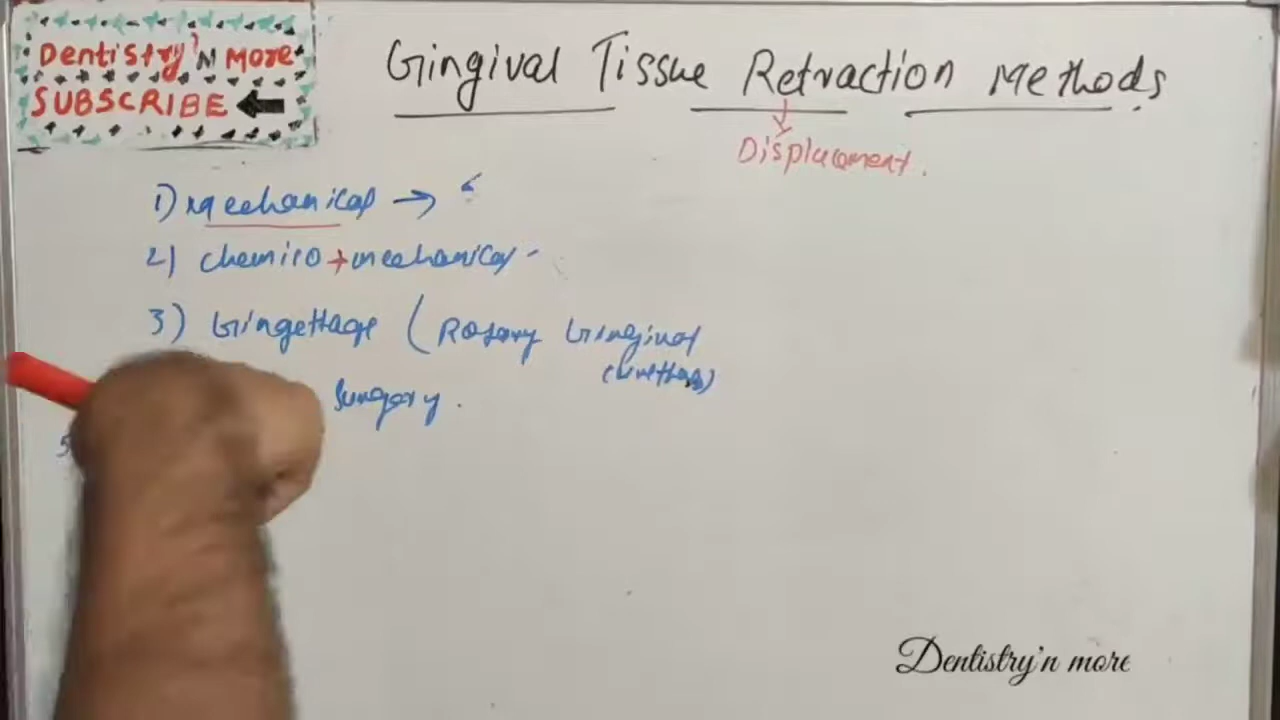 Dentistry'N MORE
SUBSCRIBE
Gingival Tissue Retraction Methods
Displacement.
1) Mechanical →
2) chemico + mechanical
3) Gingettage ( Rotary Gingival
Curettage)
Surgery.
5
Dentistry'n more